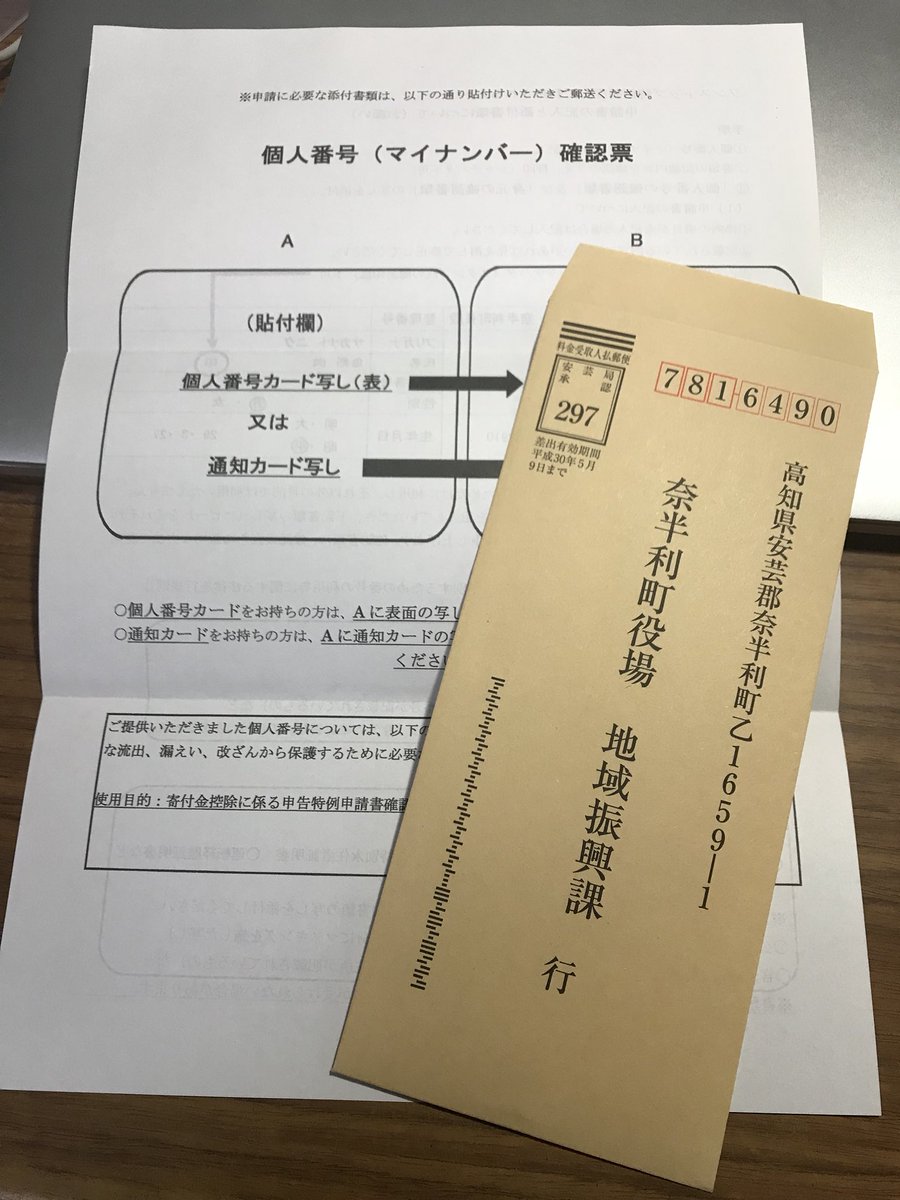 ※申請に必要な添付書類は、以下の通り貼付けいただきご郵送ください。
個人番号（マイナンバー）確認票
A
B
（貼付欄）
個人番号カード写し（表）
又は
通知カード写し
○個人番号カードをお持ちの方は、Aに表面の写し
○通知カードをお持ちの方は、Aに通知カードの
くださ
ご提供いただきました個人番号については、以下の
な流出、漏えい、改ざんから保護するために必要
使用目的：寄付金控除に係る申告特例申請書確認
料金受取人払郵便
安芸局
承認
297
差出有効期間
平成30年5月
9日まで
7816490
高知県安芸郡奈半利町乙1659ー1
奈半利町役場 地域振興課 行